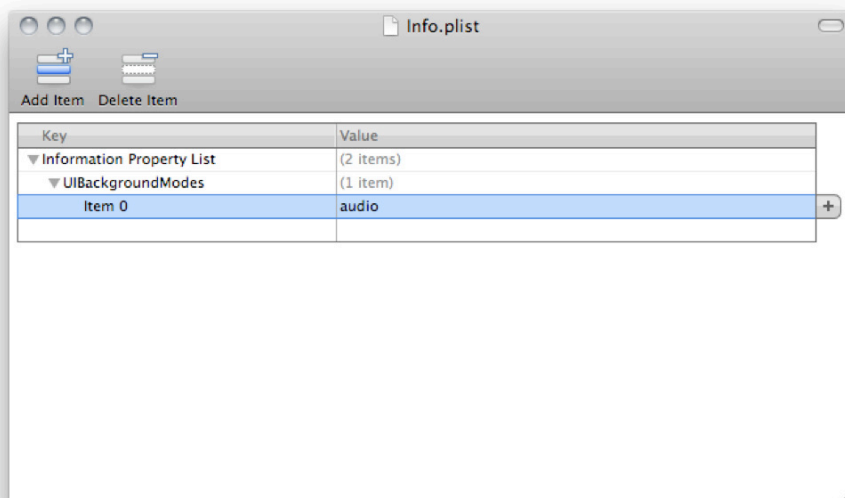 Info.plist
Add Item Delete Item
Key Value
Information Property List (2 items)
UIBackgroundModes (1 item)
Item 0 audio